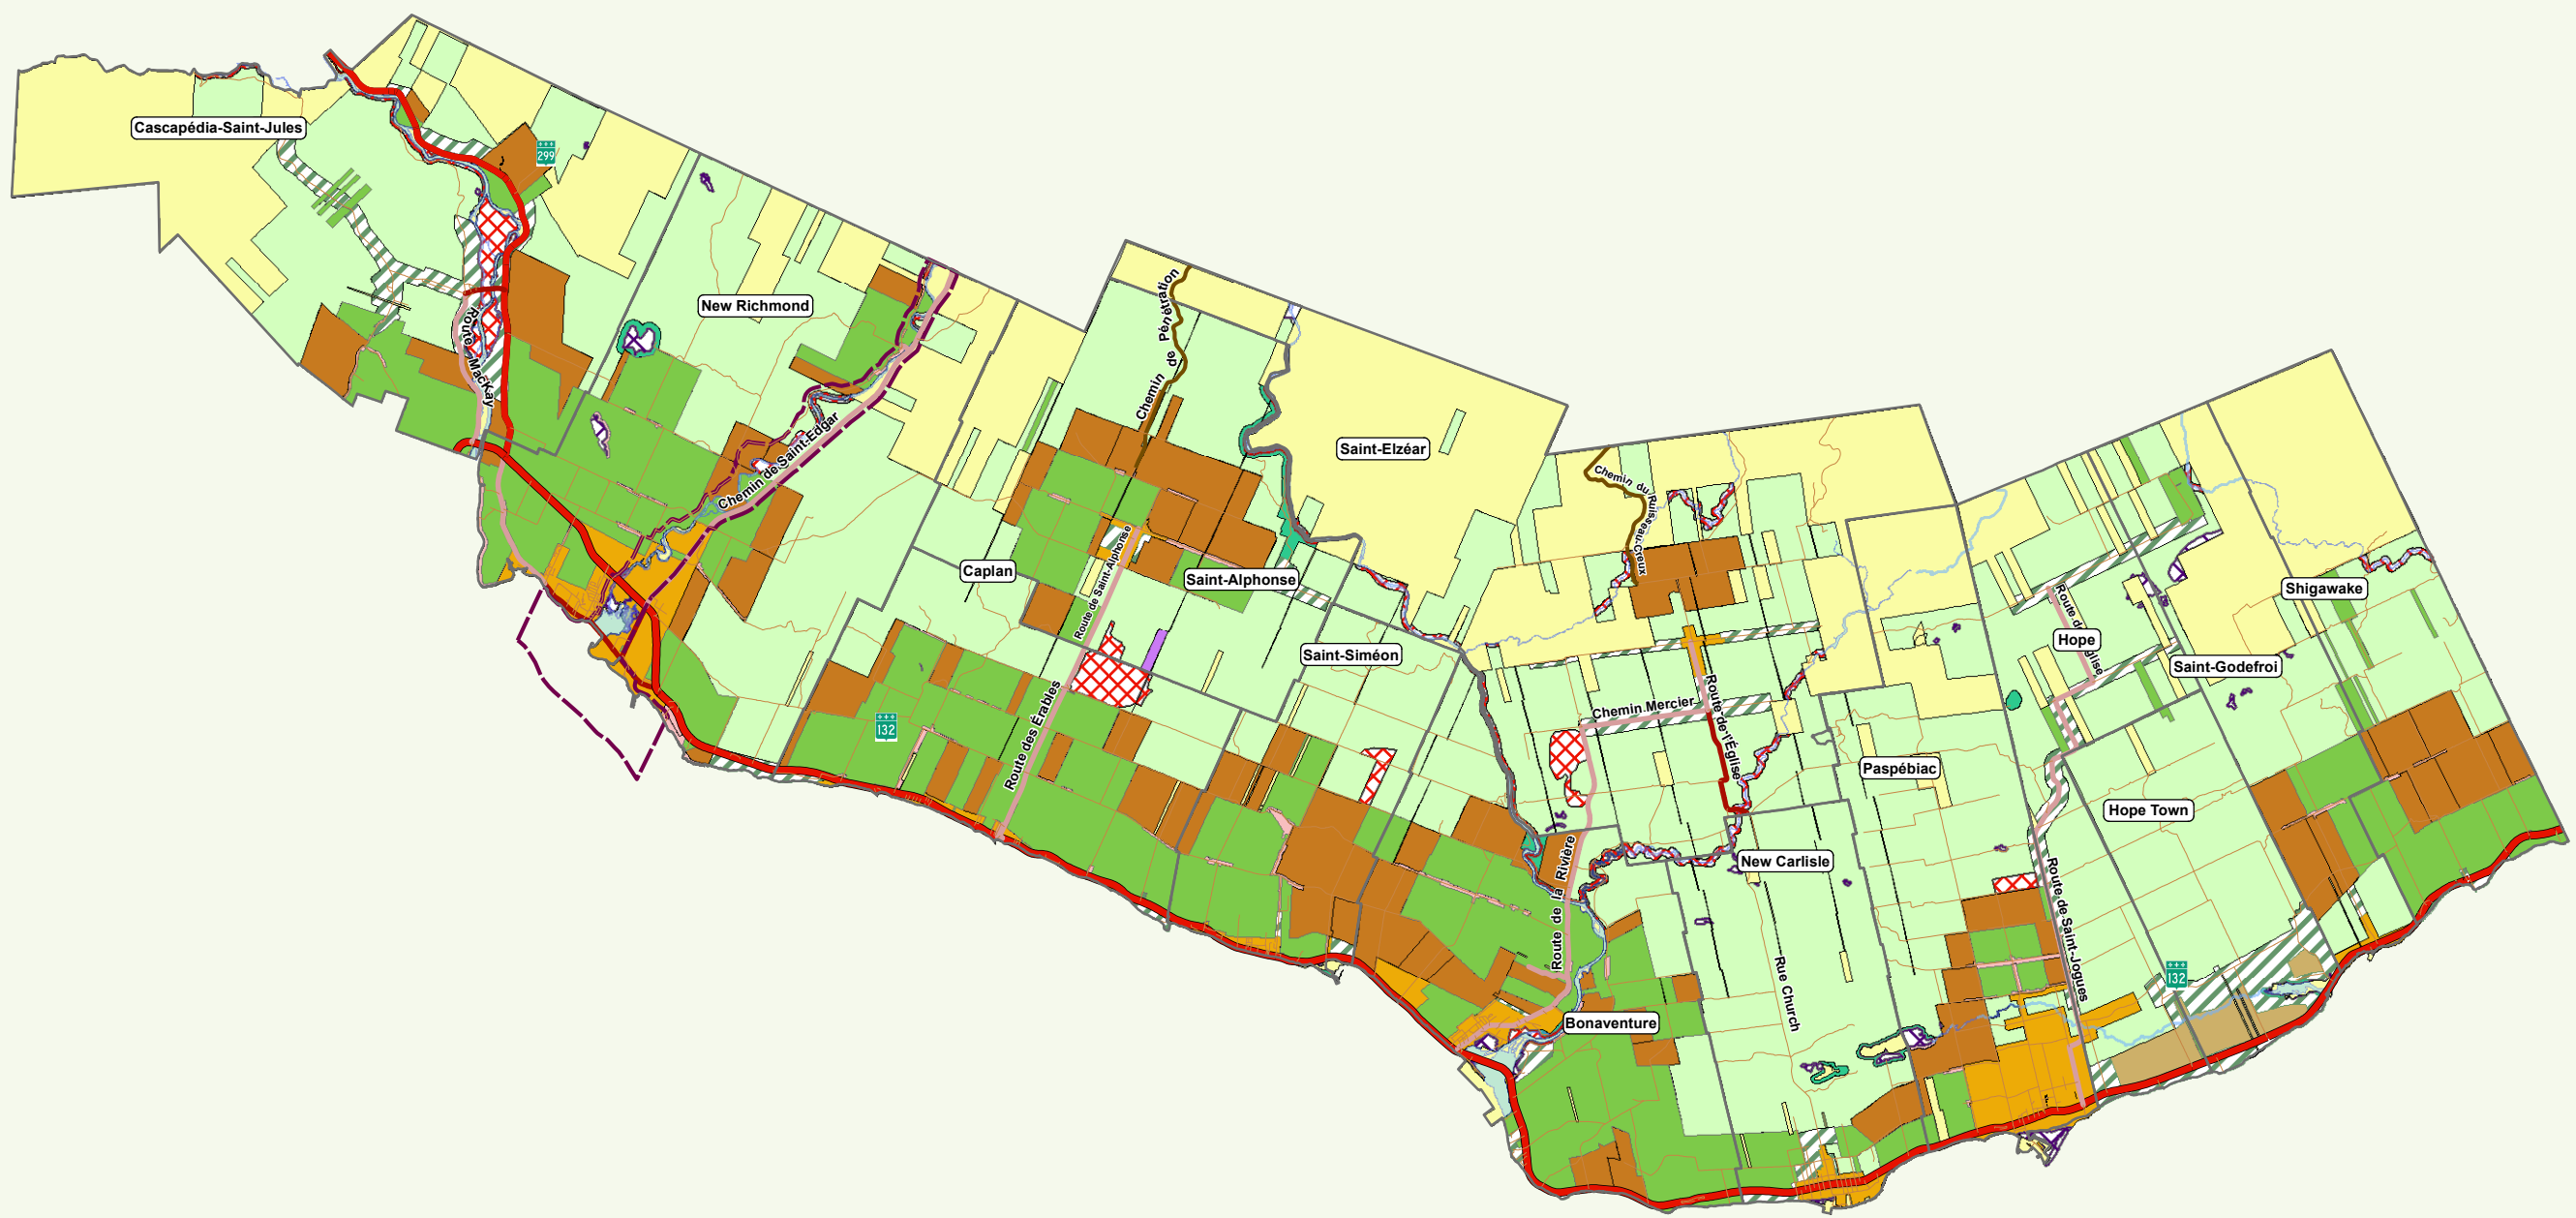 Cascapédia-Saint-Jules
299
New Richmond
Route MacKay
Chemin de Pénétration
Saint-Elzéar
Chemin de Saint-Edgar
Chemin du Ruisseau-Creux
Caplan
Saint-Alphonse
Route de Saint-Alphonse
Shigawake
Route de l'Église
Hope
Saint-Siméon
Saint-Godefroi
132
Route des Érables
Chemin Mercier
Route de l'Église
Paspébiac
Hope Town
New Carlisle
Route de la Rivière
Route de Saint-Jogues
Rue Church
132
Bonaventure